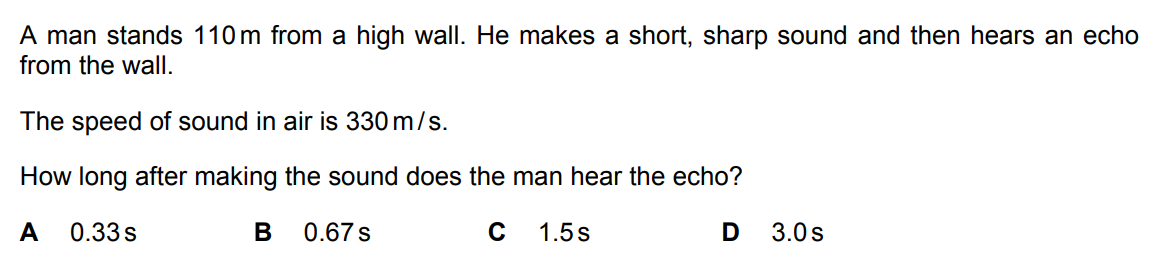 A man stands 110 m from a high wall. He makes a short, sharp sound and then hears an echo
from the wall.
The speed of sound in air is 330 m / s.
How long after making the sound does the man hear the echo?
A 0.33 s B 0.67 s C 1.5 s D 3.0 s